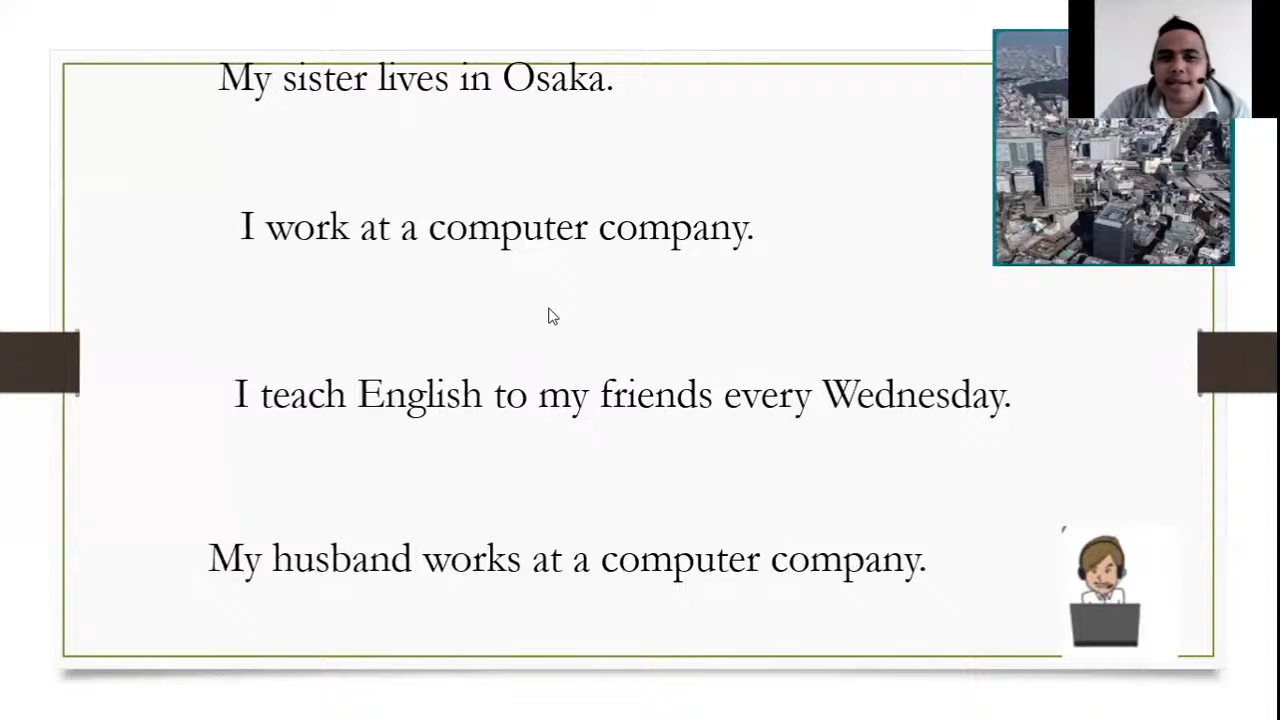 My sister lives in Osaka.
I work at a computer company.
I teach English to my friends every Wednesday.
My husband works at a computer company.